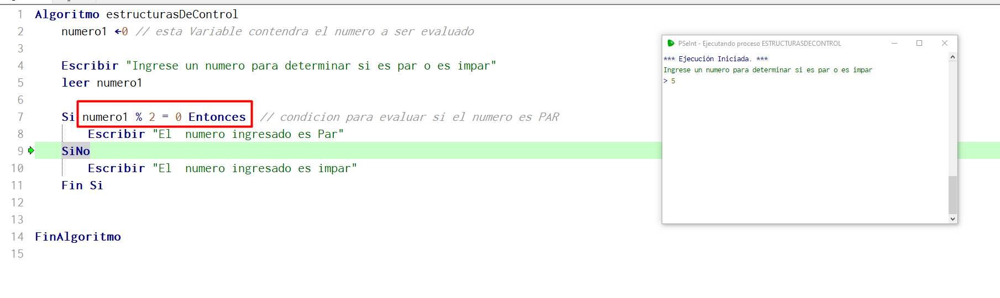 1 Algoritmo estructurasDeControl
2 numero1 ←0 // esta Variable contendra el numero a ser evaluado
3
4 Escribir "Ingrese un numero para determinar si es par o es impar"
5 leer numero1
6
7 Si numero1 % 2 = 0 Entonces // condicion para evaluar si el numero es PAR
8 Escribir "El  numero ingresado es Par"
9 SiNo
10 Escribir "El  numero ingresado es impar"
11 Fin Si
12
13
14 FinAlgoritmo
15
PSeInt - Ejecutando proceso ESTRUCTURASDECONTROL
*** Ejecución Iniciada. ***
Ingrese un numero para determinar si es par o es impar
> 5